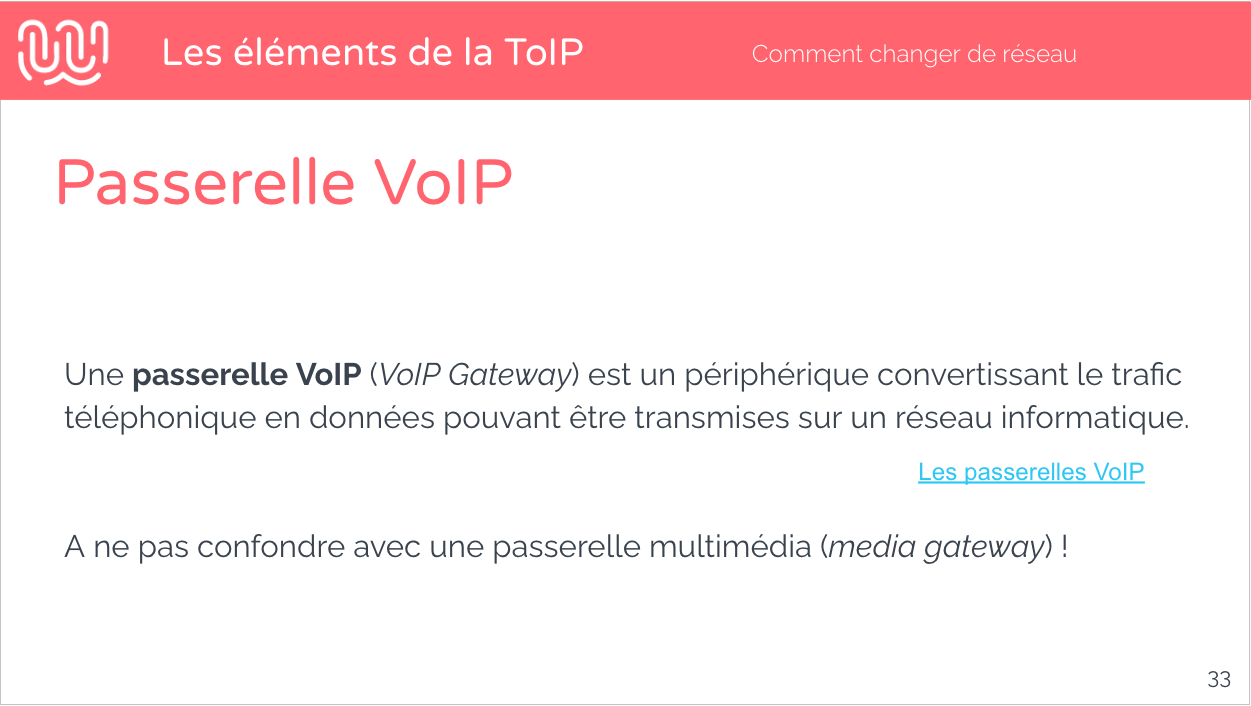 Les éléments de la ToIP
Comment changer de réseau
Passerelle VoIP
Une passerelle VoIP (VoIP Gateway) est un périphérique convertissant le trafic
téléphonique en données pouvant être transmises sur un réseau informatique.
Les passerelles VoIP
A ne pas confondre avec une passerelle multimédia (media gateway) !
33